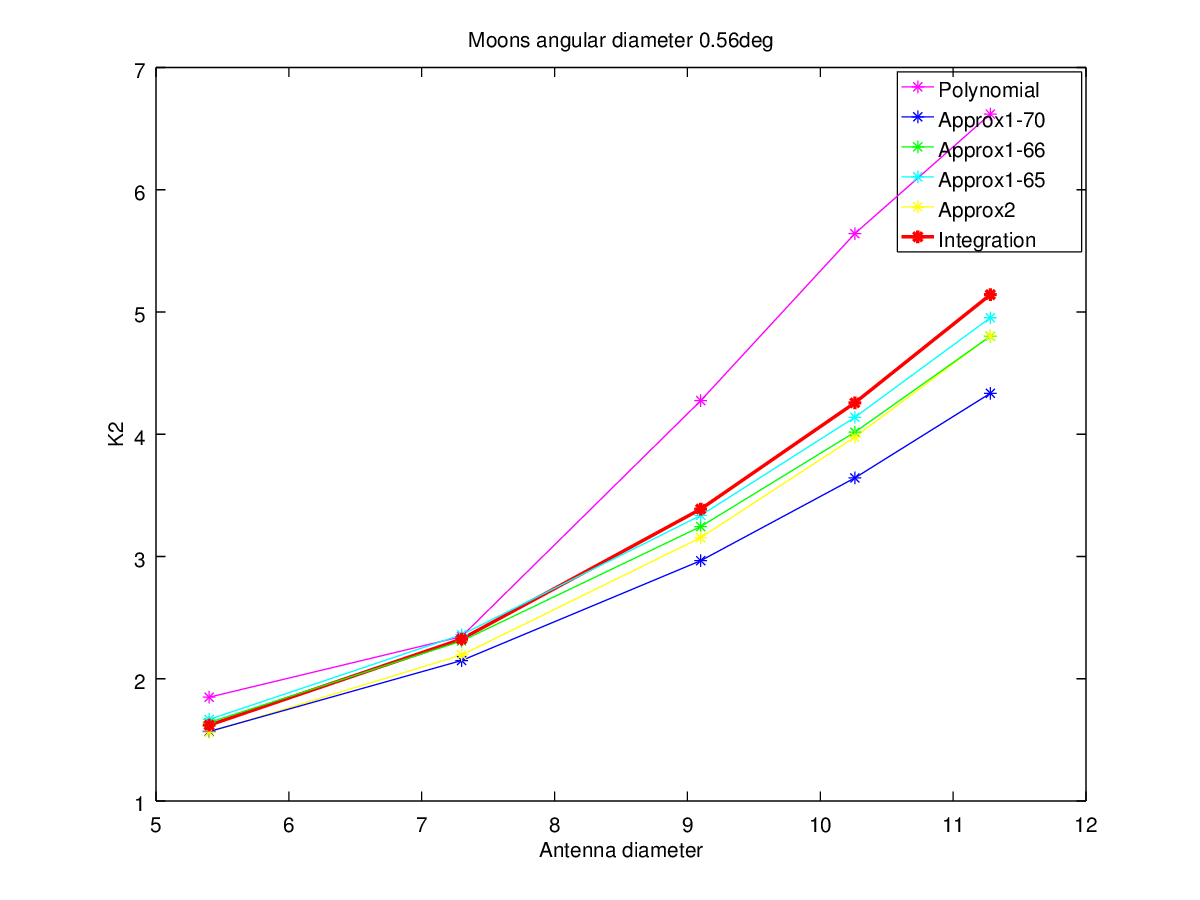 Moons angular diameter 0.56deg
7
6
5
4
3
2
1
K2
Polynomial
Approx1-70
Approx1-66
Approx1-65
Approx2
Integration
5 6 7 8 9 10 11 12
Antenna diameter